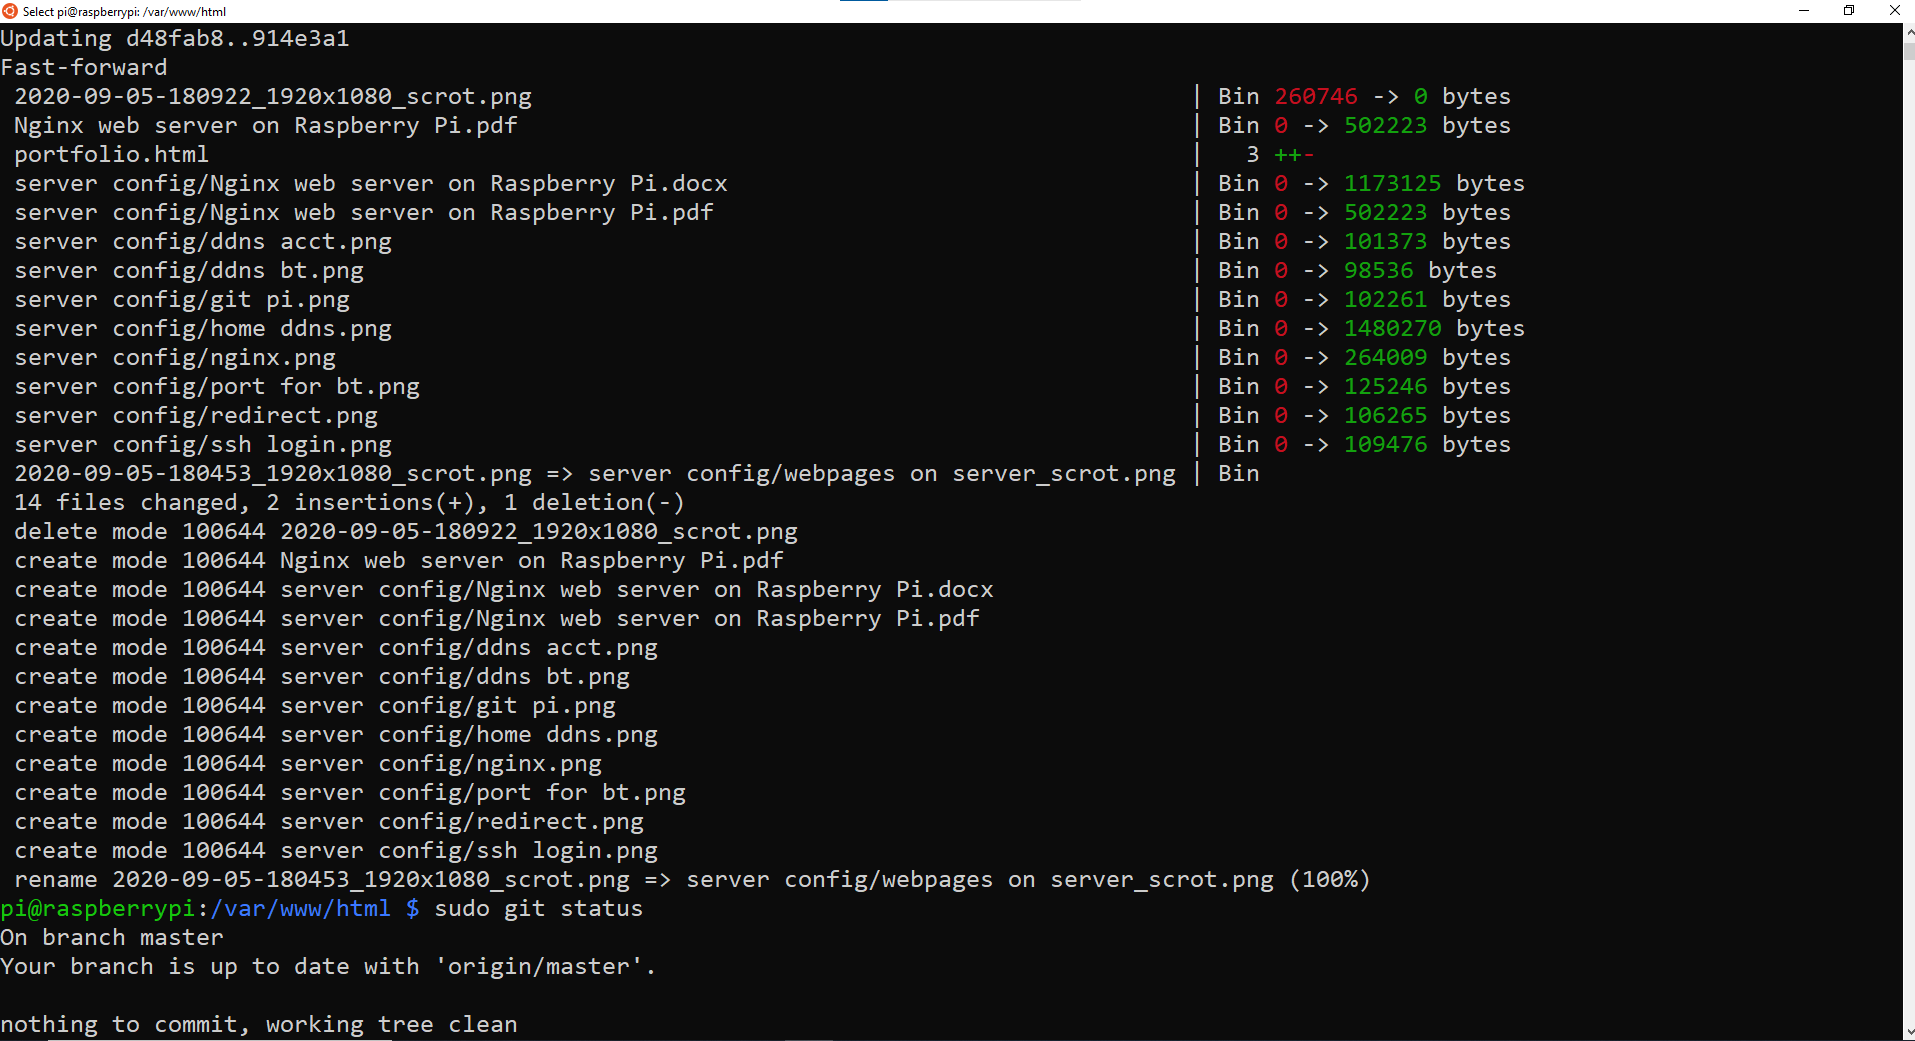 Select pi@raspberrypi: /var/www/html
Updating d48fab8..914e3a1
Fast-forward
 2020-09-05-180922_1920x1080_scrot.png                                               | Bin 260746 -> 0 bytes
 Nginx web server on Raspberry Pi.pdf                                                | Bin 0 -> 502223 bytes
 portfolio.html                                                                      |   3 ++-
 server config/Nginx web server on Raspberry Pi.docx                                 | Bin 0 -> 1173125 bytes
 server config/Nginx web server on Raspberry Pi.pdf                                  | Bin 0 -> 502223 bytes
 server config/ddns acct.png                                                         | Bin 0 -> 101373 bytes
 server config/ddns bt.png                                                           | Bin 0 -> 98536 bytes
 server config/git pi.png                                                            | Bin 0 -> 102261 bytes
 server config/home ddns.png                                                         | Bin 0 -> 1480270 bytes
 server config/nginx.png                                                             | Bin 0 -> 264009 bytes
 server config/port for bt.png                                                       | Bin 0 -> 125246 bytes
 server config/redirect.png                                                          | Bin 0 -> 106265 bytes
 server config/ssh login.png                                                         | Bin 0 -> 109476 bytes
 2020-09-05-180453_1920x1080_scrot.png => server config/webpages on server_scrot.png | Bin
 14 files changed, 2 insertions(+), 1 deletion(-)
 delete mode 100644 2020-09-05-180922_1920x1080_scrot.png
 create mode 100644 Nginx web server on Raspberry Pi.pdf
 create mode 100644 server config/Nginx web server on Raspberry Pi.docx
 create mode 100644 server config/Nginx web server on Raspberry Pi.pdf
 create mode 100644 server config/ddns acct.png
 create mode 100644 server config/ddns bt.png
 create mode 100644 server config/git pi.png
 create mode 100644 server config/home ddns.png
 create mode 100644 server config/nginx.png
 create mode 100644 server config/port for bt.png
 create mode 100644 server config/redirect.png
 create mode 100644 server config/ssh login.png
 rename 2020-09-05-180453_1920x1080_scrot.png => server config/webpages on server_scrot.png (100%)
pi@raspberrypi:/var/www/html $ sudo git status
On branch master
Your branch is up to date with 'origin/master'.

nothing to commit, working tree clean